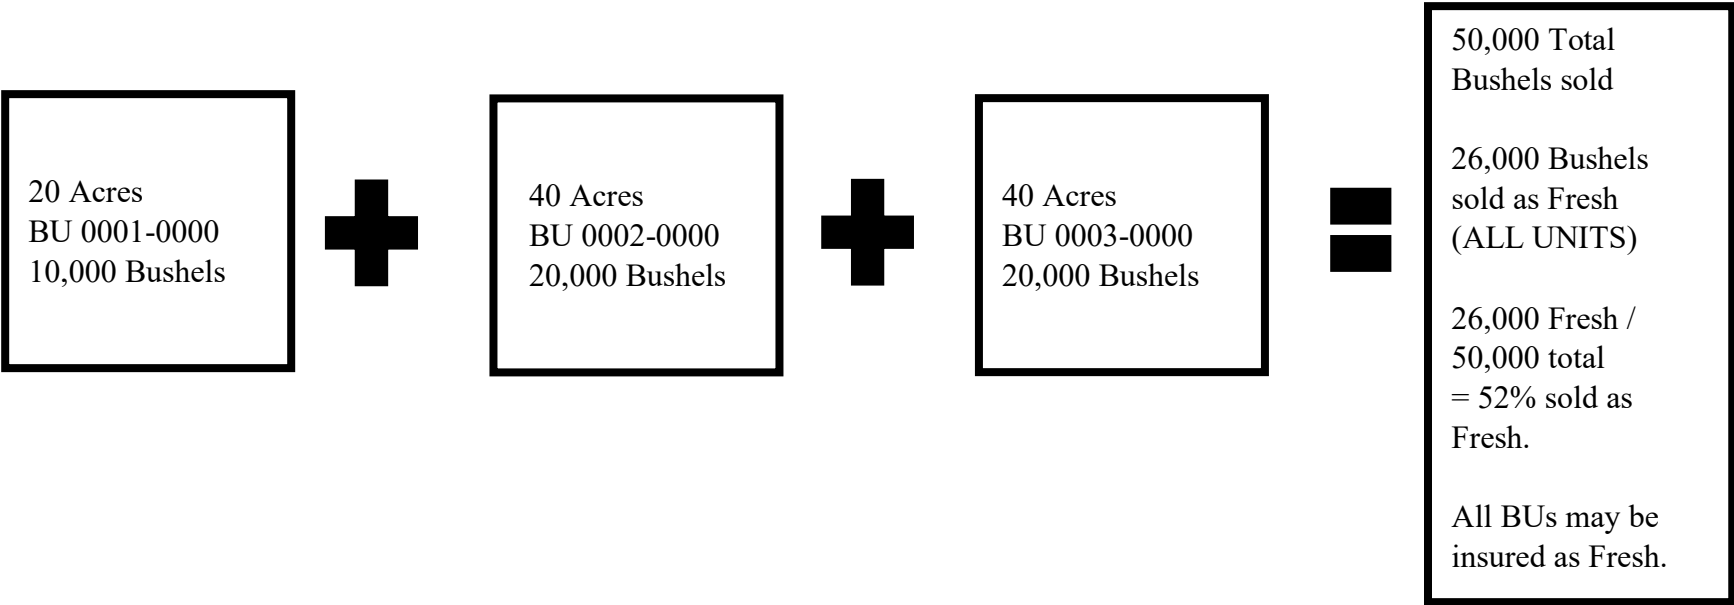 20 Acres
BU 0001-0000
10,000 Bushels
40 Acres
BU 0002-0000
20,000 Bushels
40 Acres
BU 0003-0000
20,000 Bushels
50,000 Total
Bushels sold
26,000 Bushels
sold as Fresh
(ALL UNITS)
26,000 Fresh /
50,000 total
= 52% sold as
Fresh.
All BUs may be
insured as Fresh.